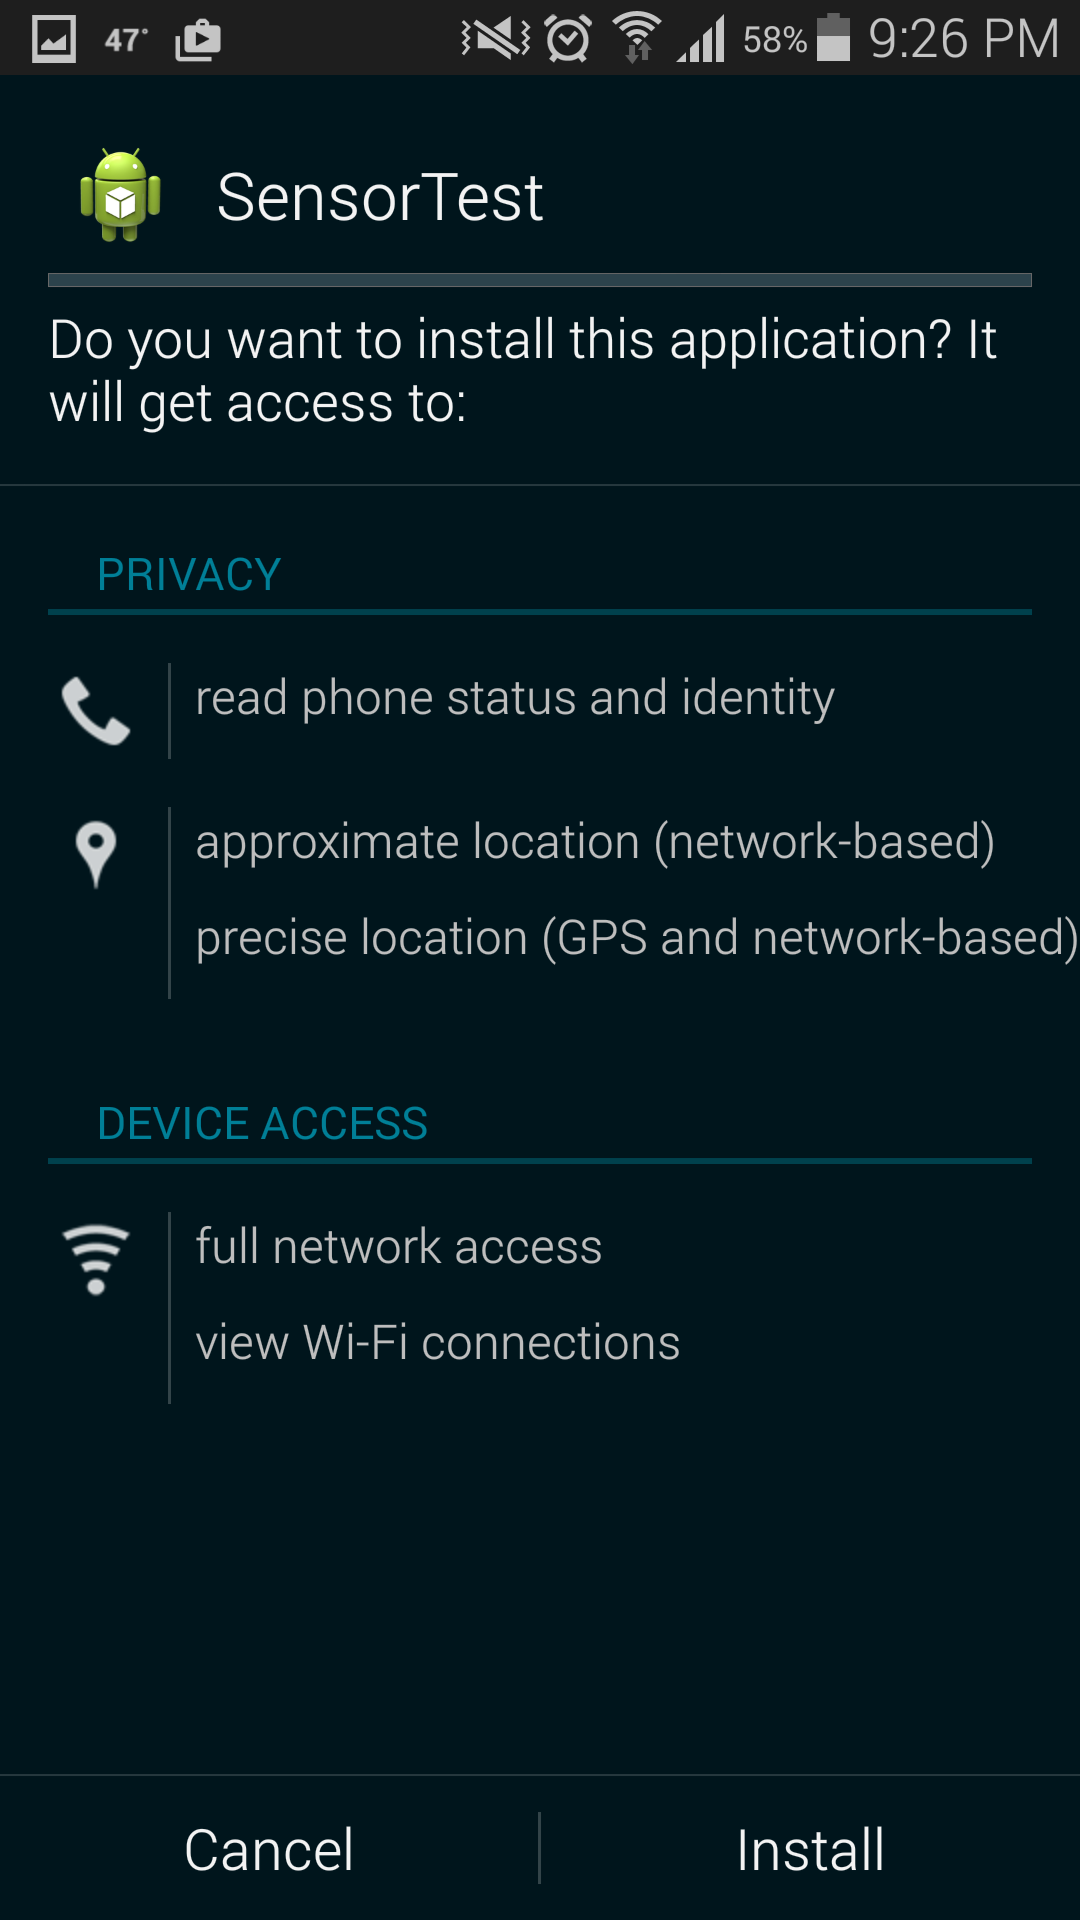 47° 58% 9:26 PM
SensorTest
Do you want to install this application? It
will get access to:
PRIVACY
read phone status and identity
approximate location (network-based)
precise location (GPS and network-based)
DEVICE ACCESS
full network access
view Wi-Fi connections
Cancel Install